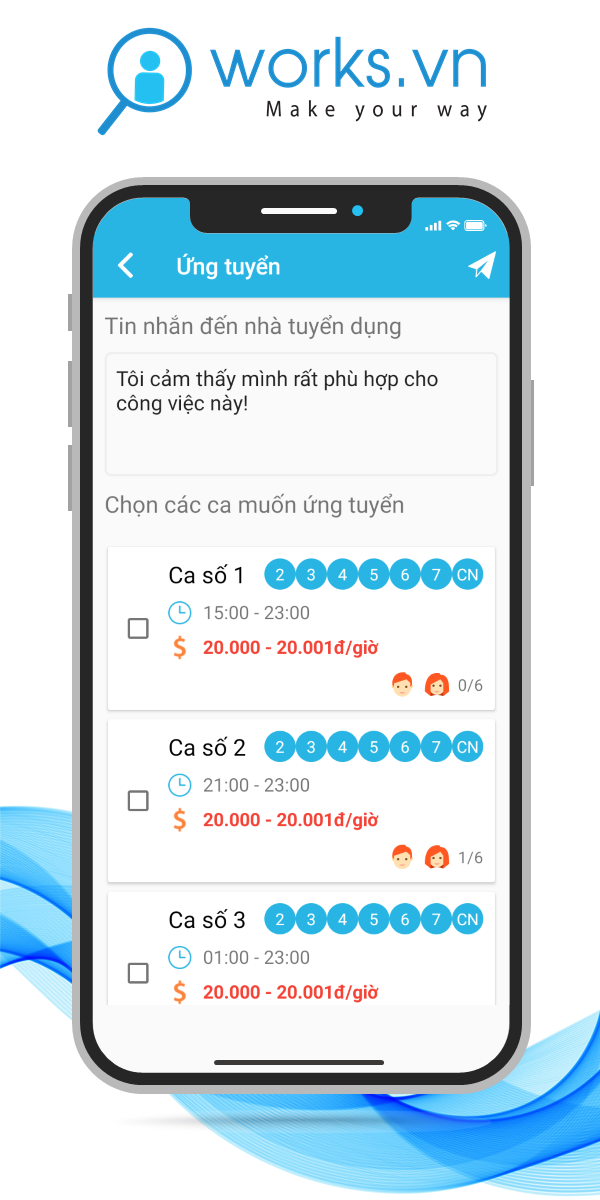 works.vn
Make your way
Ứng tuyển
Tin nhắn đến nhà tuyển dụng
Tôi cảm thấy mình rất phù hợp cho
công việc này!
Chọn các ca muốn ứng tuyển
Ca số 1 2 3 4 5 6 7 CN
15:00 - 23:00
$ 20.000 - 20.001đ/giờ
0/6
Ca số 2 2 3 4 5 6 7 CN
21:00 - 23:00
$ 20.000 - 20.001đ/giờ
1/6
Ca số 3 2 3 4 5 6 7 CN
01:00 - 23:00
$ 20.000 - 20.001đ/giờ